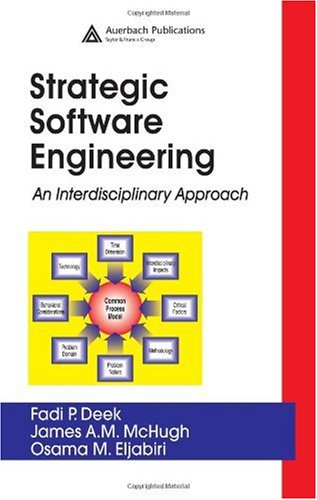 Auerbach Publications
Taylor & Francis Group
Strategic
Software
Engineering
An Interdisciplinary Approach
Time
Dimension
Technology
Interdisciplinary
Impacts
Behavioral
Considerations
Common
Process
Model
Critical
Factors
Problem
Domain
Methodology
Problem
Nature
Fadi P. Deek
James A.M. McHugh
Osama M. Eljabiri